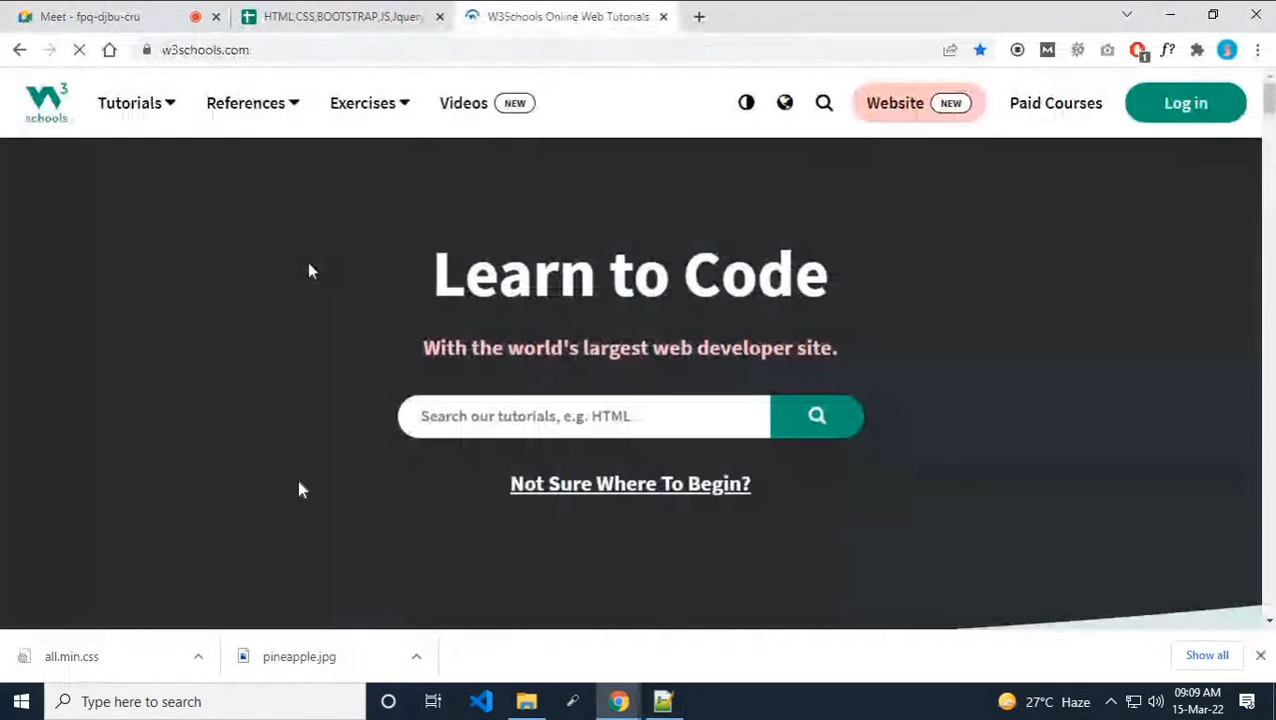 Meet - fpq-djbu-cru
HTML,CSS,BOOTSTRAP,JS,Jquery
W3Schools Online Web Tutorials
w3schools.com
1
M
f?
W3
schools
Tutorials
References
Exercises
Videos NEW
Website NEW
Paid Courses
Log in
Learn to Code
With the world's largest web developer site.
Search our tutorials, e.g. HTML
Not Sure Where To Begin?
all.min.css
pineapple.jpg
Show all
Type here to search
27°C Haze
09:09 AM
15-Mar-22